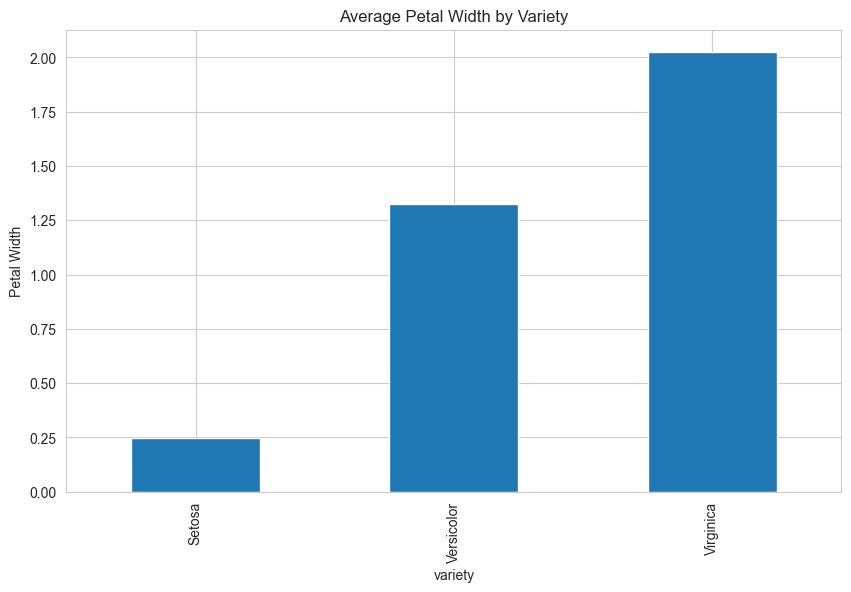 Average Petal Width by Variety
2.00
1.75
1.50
1.25
1.00
0.75
0.50
0.25
0.00
Petal Width
Setosa
Versicolor
Virginica
variety